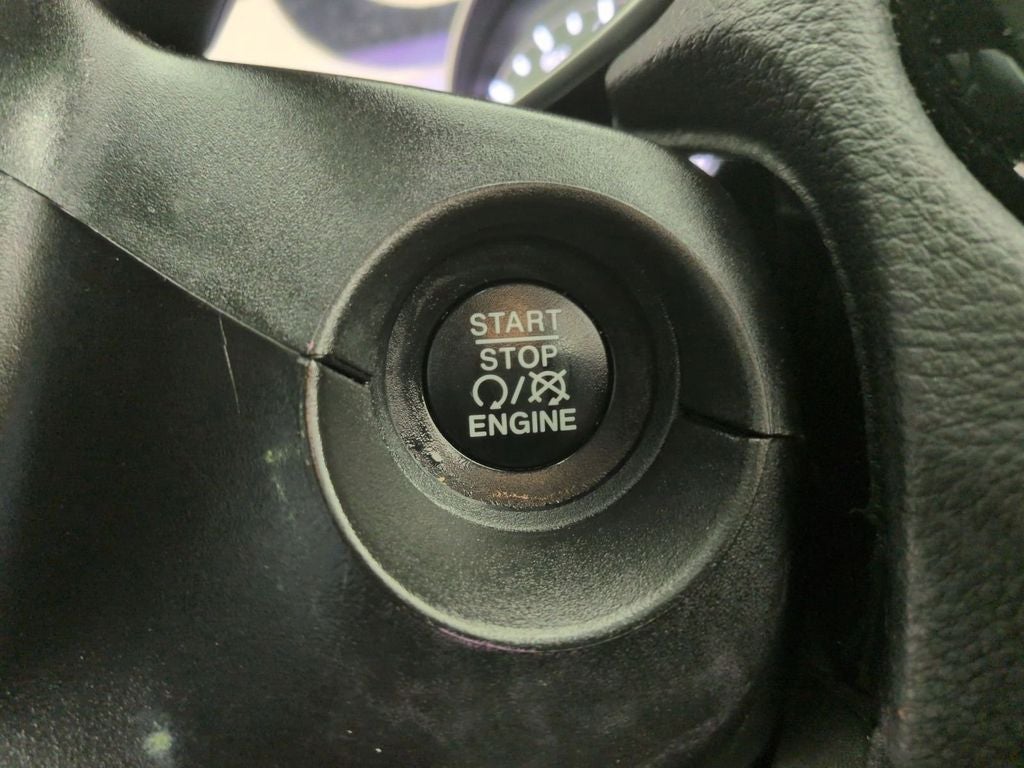 START
STOP
/
ENGINE